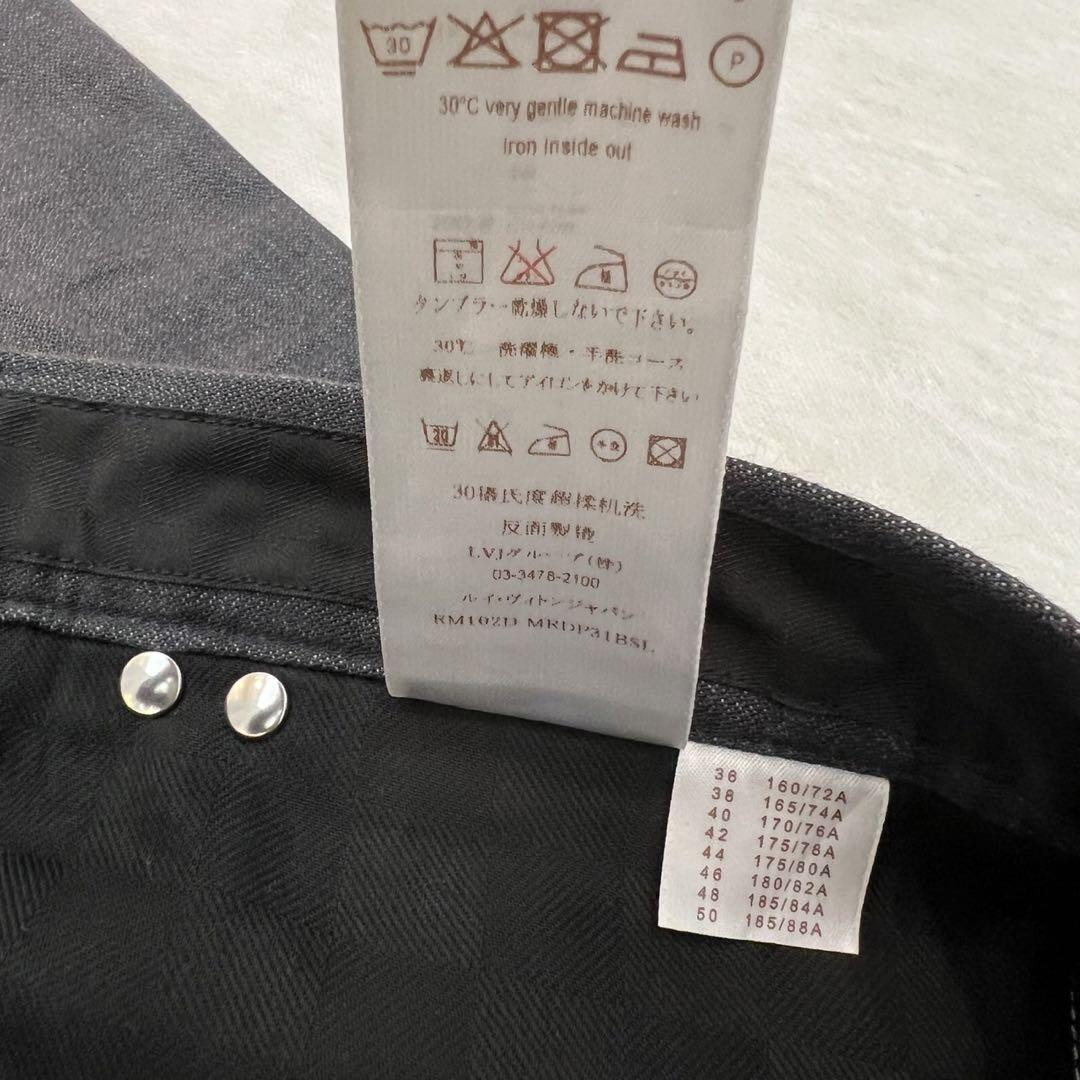 30
P
30°C very gentle machine wash
iron inside out
タンブラー乾燥しないで下さい。
30℃ 洗濯機・手洗コース
裏返しにしてアイロンをかけて下さい
30
30摄氏度超柔机洗
反面製造
LVJグループ(株)
03-3478-2100
ルイ・ヴィトンジャパン
RM102D MRDP31BSL
36 160/72A
38 165/74A
40 170/76A
42 175/78A
44 175/80A
46 180/82A
48 185/84A
50 185/88A